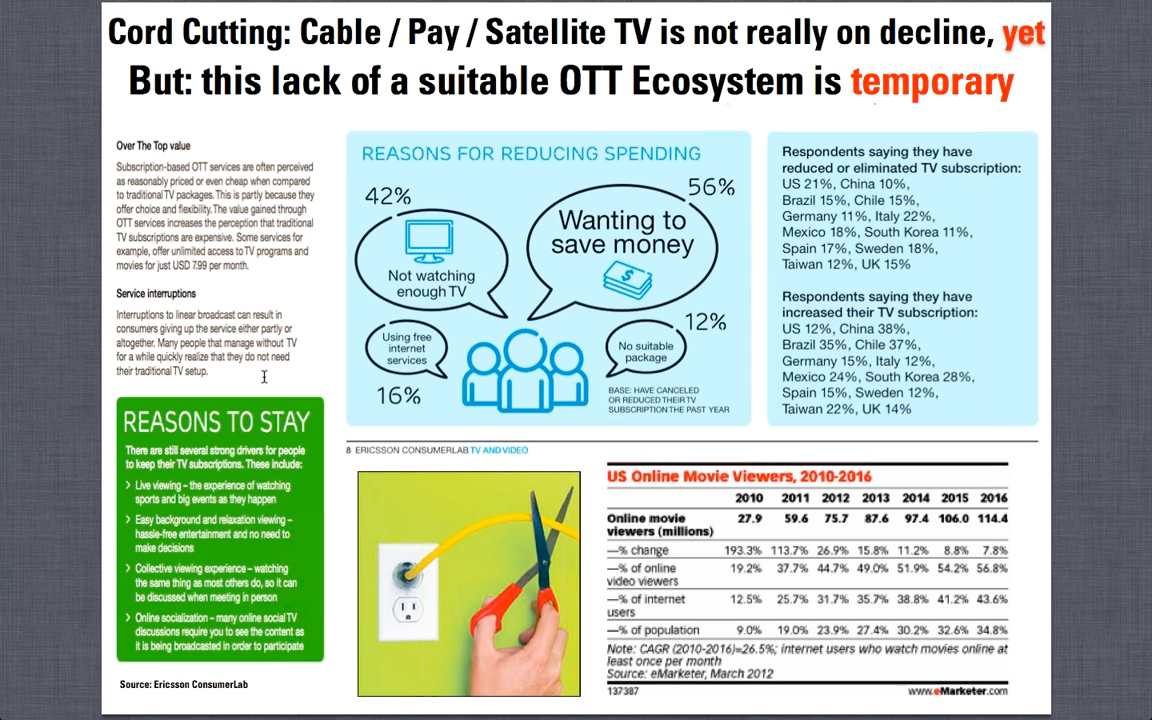 Cord Cutting: Cable / Pay / Satellite TV is not really on decline, yet
But: this lack of a suitable OTT Ecosystem is temporary
Over The Top value
Subscription-based OTT services are often perceived
as reasonably priced or even cheap when compared
to traditional TV packages. This is partly because they
offer choice and flexibility. The value gained through
OTT services increases the perception that traditional
TV subscriptions are expensive. Some services for
example, offer unlimited access to TV programs and
movies for just USD 7.99 per month.
Service interruptions
Interruptions to linear broadcast can result in
consumers giving up the service either partly or
altogether. Many people that manage without TV
for a while quickly realize that they do not need
their traditional TV setup.
REASONS TO STAY
There are still several strong drivers for people
to keep their TV subscriptions. These include:
> Live viewing – the experience of watching
sports and big events as they happen
> Easy background and relaxation viewing –
hassle-free entertainment and no need to
make decisions
> Collective viewing experience – watching
the same thing as most others do, so it can
be discussed when meeting in person
> Online socialization – many online social TV
discussions require you to see the content as
it is being broadcasted in order to participate
Source: Ericsson ConsumerLab
REASONS FOR REDUCING SPENDING
42%
Not watching
enough TV
56%
Wanting to
save money
Using free
internet
services
16%
12%
No suitable
package
BASE: HAVE CANCELED
OR REDUCED THEIR TV
SUBSCRIPTION THE PAST YEAR
Respondents saying they have
reduced or eliminated TV subscription:
US 21%, China 10%,
Brazil 15%, Chile 15%,
Germany 11%, Italy 22%,
Mexico 18%, South Korea 11%,
Spain 17%, Sweden 18%,
Taiwan 12%, UK 15%
Respondents saying they have
increased their TV subscription:
US 12%, China 38%,
Brazil 35%, Chile 37%,
Germany 15%, Italy 12%,
Mexico 24%, South Korea 28%,
Spain 15%, Sweden 12%,
Taiwan 22%, UK 14%
8 ERICSSON CONSUMERLAB TV AND VIDEO
US Online Movie Viewers, 2010-2016
2010 2011 2012 2013 2014 2015 2016
Online movie
viewers (millions) 27.9 59.6 75.7 87.6 97.4 106.0 114.4
—% change 193.3% 113.7% 26.9% 15.8% 11.2% 8.8% 7.8%
—% of online
video viewers 19.2% 37.7% 44.7% 49.0% 51.9% 54.2% 56.8%
—% of internet
users 12.5% 25.7% 31.7% 35.7% 38.8% 41.2% 43.6%
—% of population 9.0% 19.0% 23.9% 27.4% 30.2% 32.6% 34.8%
Note: CAGR (2010-2016)=26.5%; internet users who watch movies online at
least once per month
Source: eMarketer, March 2012
137387 www.eMarketer.com